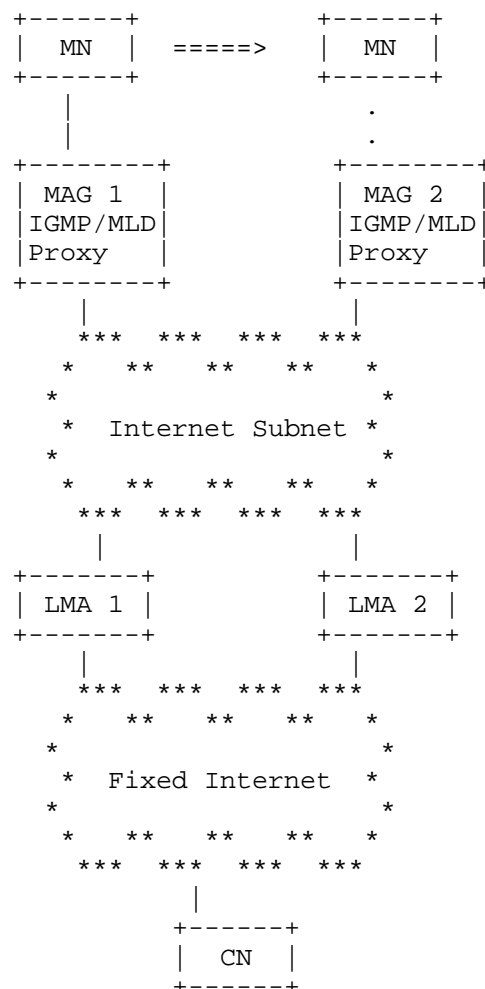 MN =====> MN
MAG 1 MAG 2
IGMP/MLD IGMP/MLD
Proxy Proxy
Internet Subnet
LMA 1 LMA 2
Fixed Internet
CN